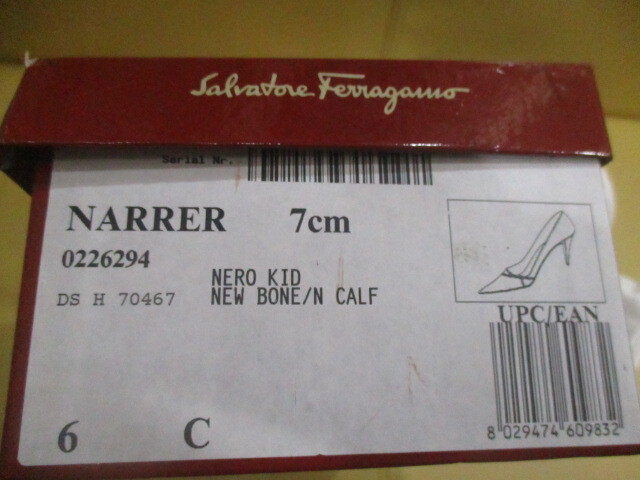 Salvatore Ferragamo
Serial Nr.
NARRER 7cm
0226294
NERO KID
DS H 70467 NEW BONE/N CALF
UPC/EAN
8 029474 609832
6 C